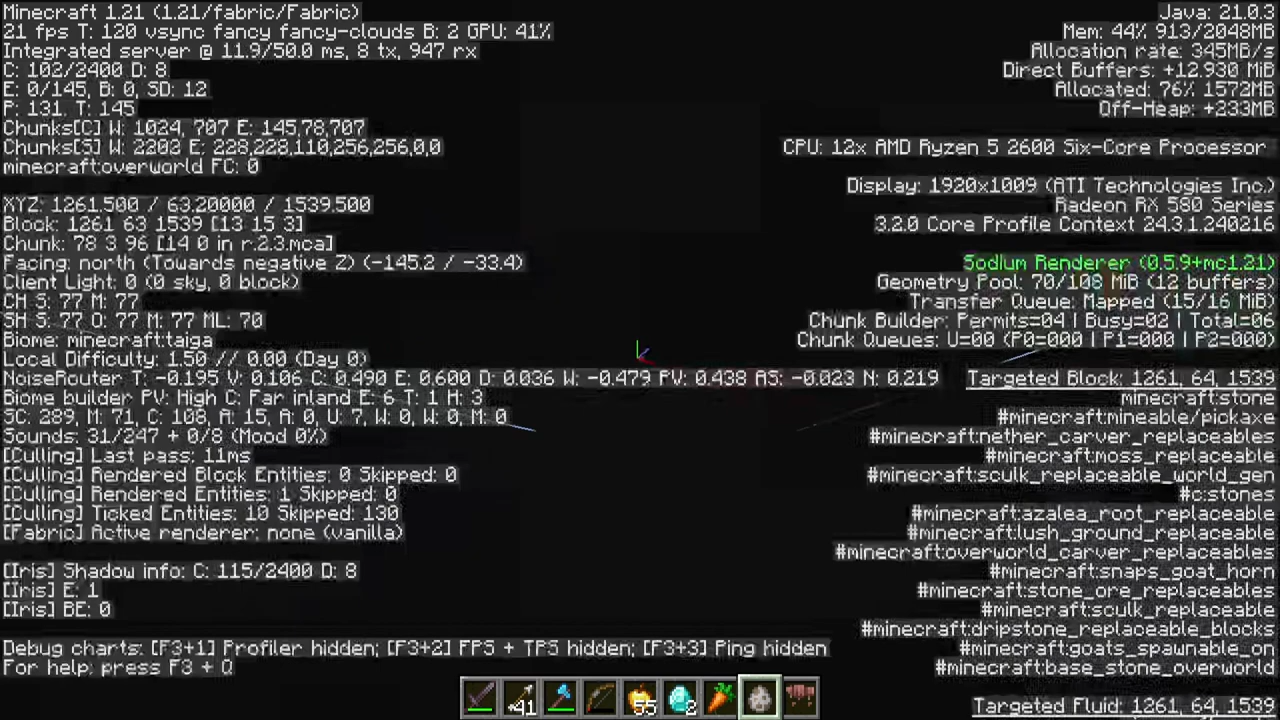 Minecraft 1.21 (1.21/fabric/Fabric)
21 fps T: 120 vsync fancy fancy-clouds B: 2 GPU: 41%
Integrated server @ 11.9/50.0 ms, 8 tx, 947 rx
C: 102/2400 D: 8
E: 0/145, B: 0, SD: 12
P: 131. T: 145
Chunks[C] W: 1024, 707 E: 145,78,707
Chunks[S] W: 2203 E: 228,228,110,256,256,0,0
minecraft:overworld FC: 0
XYZ: 1261.500 / 63.20000 / 1539.500
Block: 1261 63 1539 [13 15 3]
Chunk: 78 3 96 [14 0 in r.2.3.mca]
Facing: north (Towards negative Z) (-145.2 / -33.4)
Client Light: 0 (0 sky, 0 block)
CH S: 77 M: 77
SH S: 77 O: 77 M: 77 ML: 70
Biome: minecraft:taiga
Local Difficulty: 1.50 // 0.00 (Day 0)
NoiseRouter T: -0.195 V: 0.106 C: 0.490 E: 0.600 D: 0.036 W: -0.479 PV: 0.438 AS: -0.023 N: 0.219
Biome builder PV: High C: Far inland E: 6 T: 1 H: 3
SC: 289, M: 71, C: 108, A: 15, A: 0, U: 7, W: 0, W: 0, M: 0
Sounds: 31/247 + 0/8 (Mood 0%)
[Culling] Last pass: 11ms
[Culling] Rendered Block Entities: 0 Skipped: 0
[Culling] Rendered Entities: 1 Skipped: 0
[Culling] Ticked Entities: 10 Skipped: 130
[Fabric] Active renderer: none (vanilla)
[Iris] Shadow info: C: 115/2400 D: 8
[Iris] E: 1
[Iris] BE: 0
Debug charts: [F3+1] Profiler hidden; [F3+2] FPS + TPS hidden; [F3+3] Ping hidden
For help: press F3 + Q
Java: 21.0.3
Mem: 44% 913/2048MB
Allocation rate: 345MB/s
Direct Buffers: +12.930 MiB
Allocated: 76% 1572MB
Off-Heap: +233MB
CPU: 12x AMD Ryzen 5 2600 Six-Core Processor
Display: 1920x1009 (ATI Technologies Inc.)
Radeon RX 580 Series
3.2.0 Core Profile Context 24.3.1.240216
Sodium Renderer (0.5.9+mc1.21)
Geometry Pool: 70/108 MiB (12 buffers)
Transfer Queue: Mapped (15/16 MiB)
Chunk Builder: Permits=04 | Busy=02 | Total=06
Chunk Queues: U=00 (P0=000 | P1=000 | P2=000)
Targeted Block: 1261, 64, 1539
minecraft:stone
#minecraft:mineable/pickaxe
#minecraft:nether_carver_replaceables
#minecraft:moss_replaceable
#minecraft:sculk_replaceable_world_gen
#c:stones
#minecraft:azalea_root_replaceable
#minecraft:lush_ground_replaceable
#minecraft:overworld_carver_replaceables
#minecraft:snaps_goat_horn
#minecraft:stone_ore_replaceables
#minecraft:sculk_replaceable
#minecraft:dripstone_replaceable_blocks
#minecraft:goats_spawnable_on
#minecraft:base_stone_overworld
Targeted Fluid: 1261, 64, 1539
41
55
2